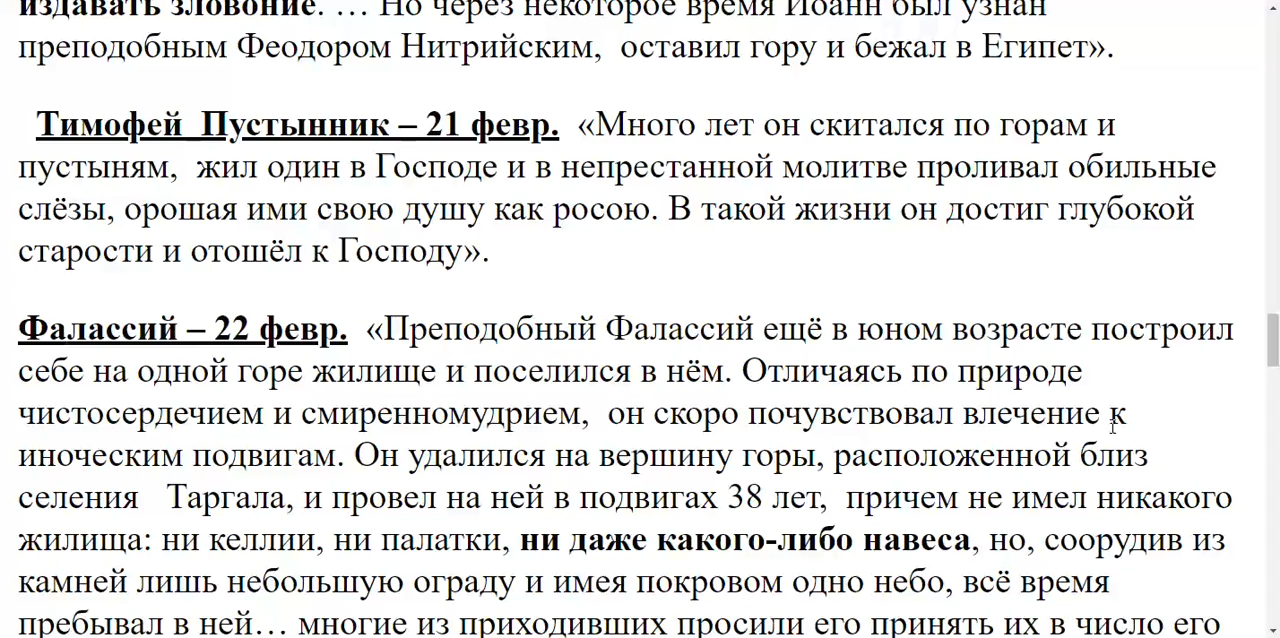 издавать зловоние. … Но через некоторое время Иоанн был узнан
преподобным Феодором Нитрийским,  оставил гору и бежал в Египет».
Тимофей  Пустынник – 21 февр.  «Много лет он скитался по горам и
пустыням,  жил один в Господе и в непрестанной молитве проливал обильные
слёзы, орошая ими свою душу как росою. В такой жизни он достиг глубокой
старости и отошёл к Господу».
Фалассий – 22 февр.  «Преподобный Фалассий ещё в юном возрасте построил
себе на одной горе жилище и поселился в нём. Отличаясь по природе
чистосердечием и смиренномудрием,  он скоро почувствовал влечение к
иноческим подвигам. Он удалился на вершину горы, расположенной близ
селения   Таргала, и провел на ней в подвигах 38 лет,  причем не имел никакого
жилища: ни келлии, ни палатки, ни даже какого-либо навеса, но, соорудив из
камней лишь небольшую ограду и имея покровом одно небо, всё время
пребывал в ней… многие из приходивших просили его принять их в число его